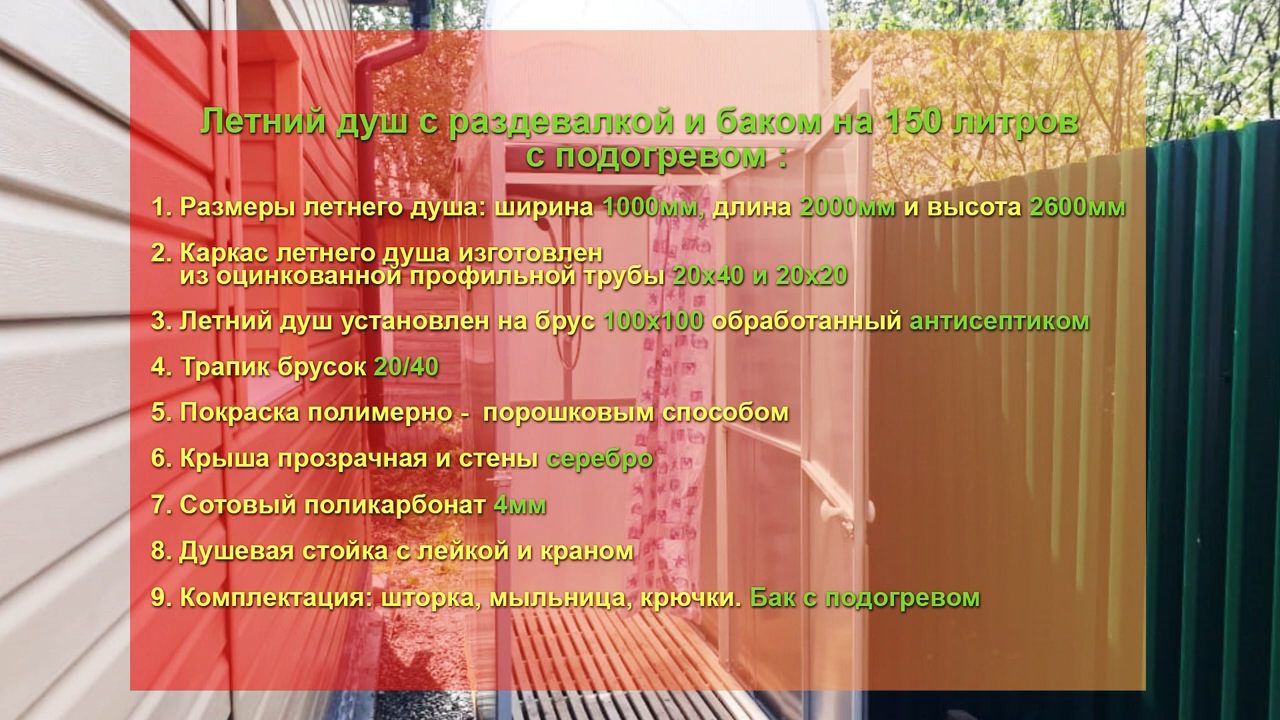 Летний душ с раздевалкой и баком на 150 литров
с подогревом :
1. Размеры летнего душа: ширина 1000мм, длина 2000мм и высота 2600мм
2. Каркас летнего душа изготовлен
из оцинкованной профильной трубы 20х40 и 20х20
3. Летний душ установлен на брус 100х100 обработанный антисептиком
4. Трапик брусок 20/40
5. Покраска полимерно - порошковым способом
6. Крыша прозрачная и стены серебро
7. Сотовый поликарбонат 4мм
8. Душевая стойка с лейкой и краном
9. Комплектация: шторка, мыльница, крючки. Бак с подогревом